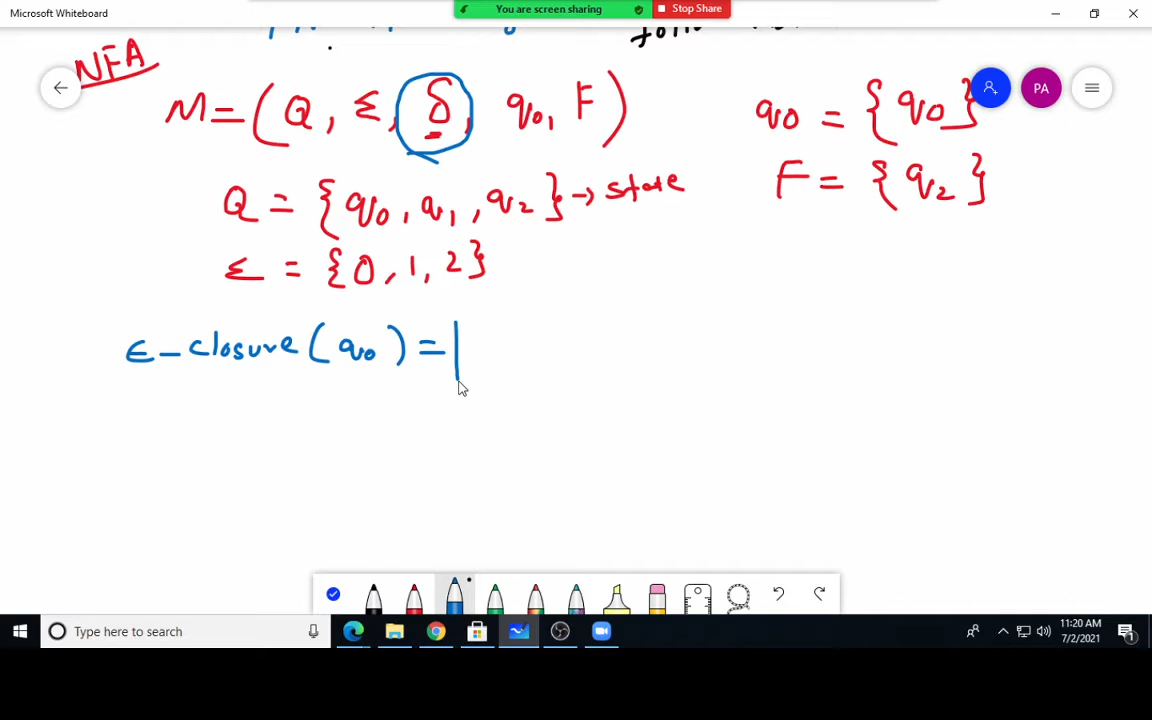 You are screen sharing
Stop Share
Microsoft Whiteboard
NFA
PA
M = (Q, Σ, δ, q0, F)
q0 = {q0}
F = {q2}
Q = {q0, q1, q2} → state
Σ = {0, 1, 2}
ε - closure (q0) =
Type here to search
11:20 AM
7/2/2021
1